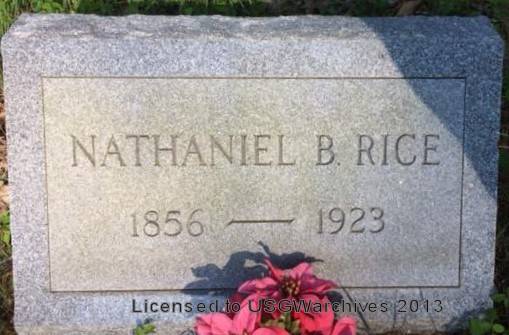 NATHANIEL B. RICE
1856 — 1923
Licensed to USGWarchives 2013